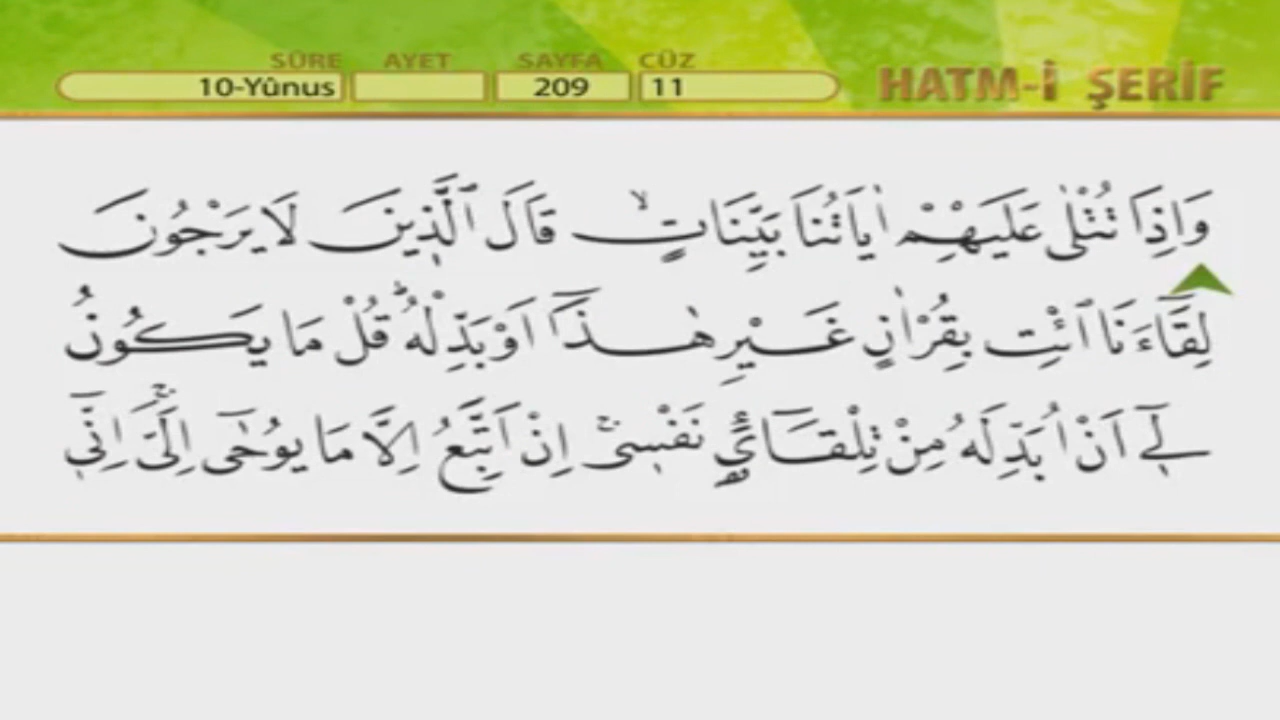 SÛRE AYET SAYFA CÜZ
10-Yûnus 209 11 HATM-İ ŞERİF
وَاِذَا تُتْلٰى عَلَيْهِمْ اٰيَاتُنَا بَيِّنَاتٍۙ قَالَ الَّذ۪ينَ لَا يَرْجُونَ
لِقَٓاءَنَا ائْتِ بِقُرْاٰنٍ غَيْرِ هٰذَٓا اَوْ بَدِّلْهُۜ قُلْ مَا يَكُونُ
ل۪ٓي اَنْ اُبَدِّلَهُ مِنْ تِلْقَٓائِ۬ نَفْس۪يۚ اِنْ اَتَّبِعُ اِلَّا مَا يُوحٰٓى اِلَيَّۚ اِنّ۪ٓي